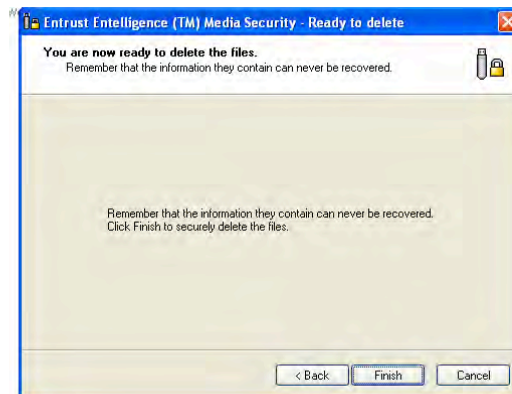 Entrust Entelligence (TM) Media Security - Ready to delete
You are now ready to delete the files.
Remember that the information they contain can never be recovered.
Remember that the information they contain can never be recovered.
Click Finish to securely delete the files.
< Back
Finish
Cancel